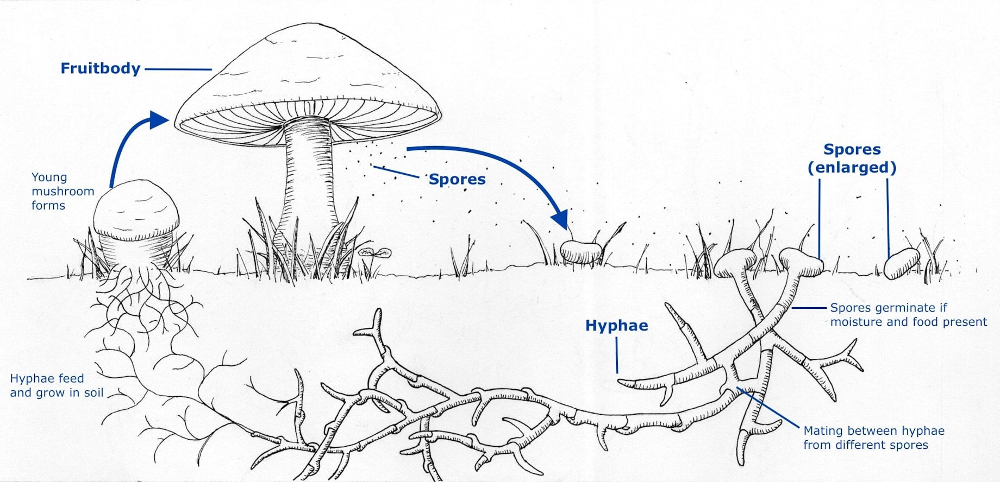 Fruitbody
Young
mushroom
forms
Spores
Spores
(enlarged)
Hyphae
Spores germinate if
moisture and food present
Hyphae feed
and grow in soil
Mating between hyphae
from different spores